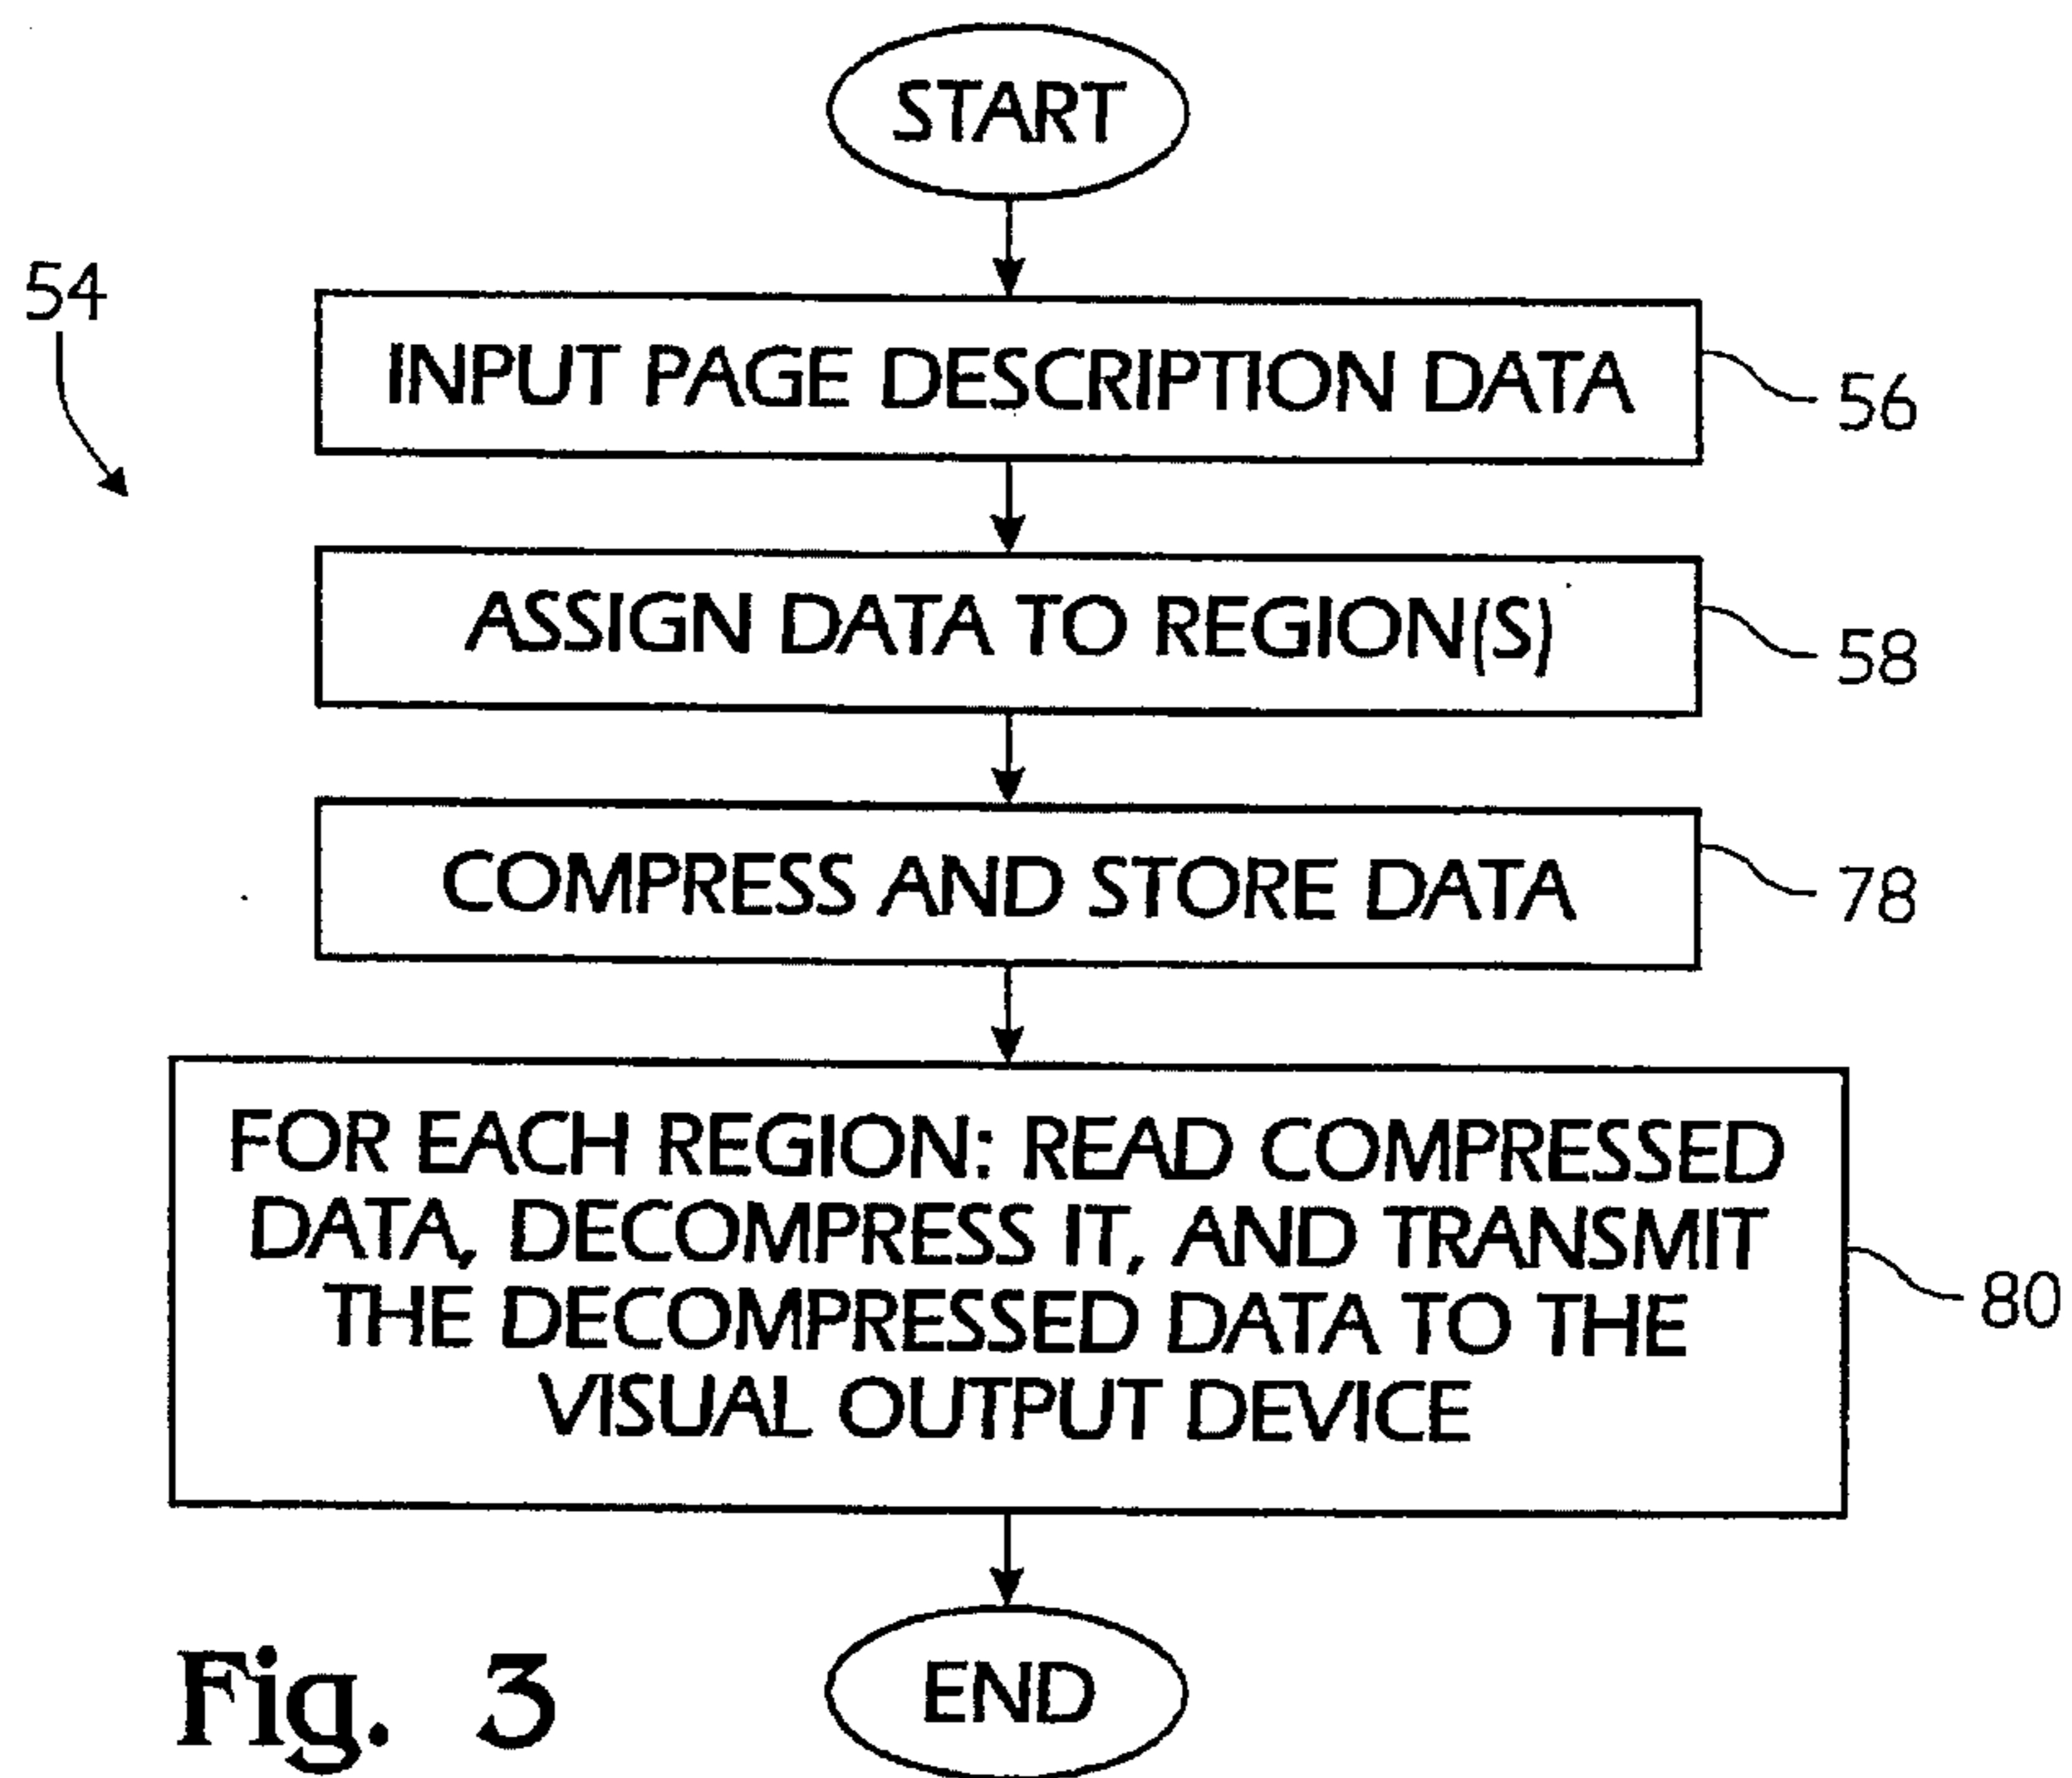 START
54
INPUT PAGE DESCRIPTION DATA
56
ASSIGN DATA TO REGION(S)
58
COMPRESS AND STORE DATA
78
FOR EACH REGION: READ COMPRESSED
DATA, DECOMPRESS IT, AND TRANSMIT
THE DECOMPRESSED DATA TO THE
VISUAL OUTPUT DEVICE
80
END
Fig. 3